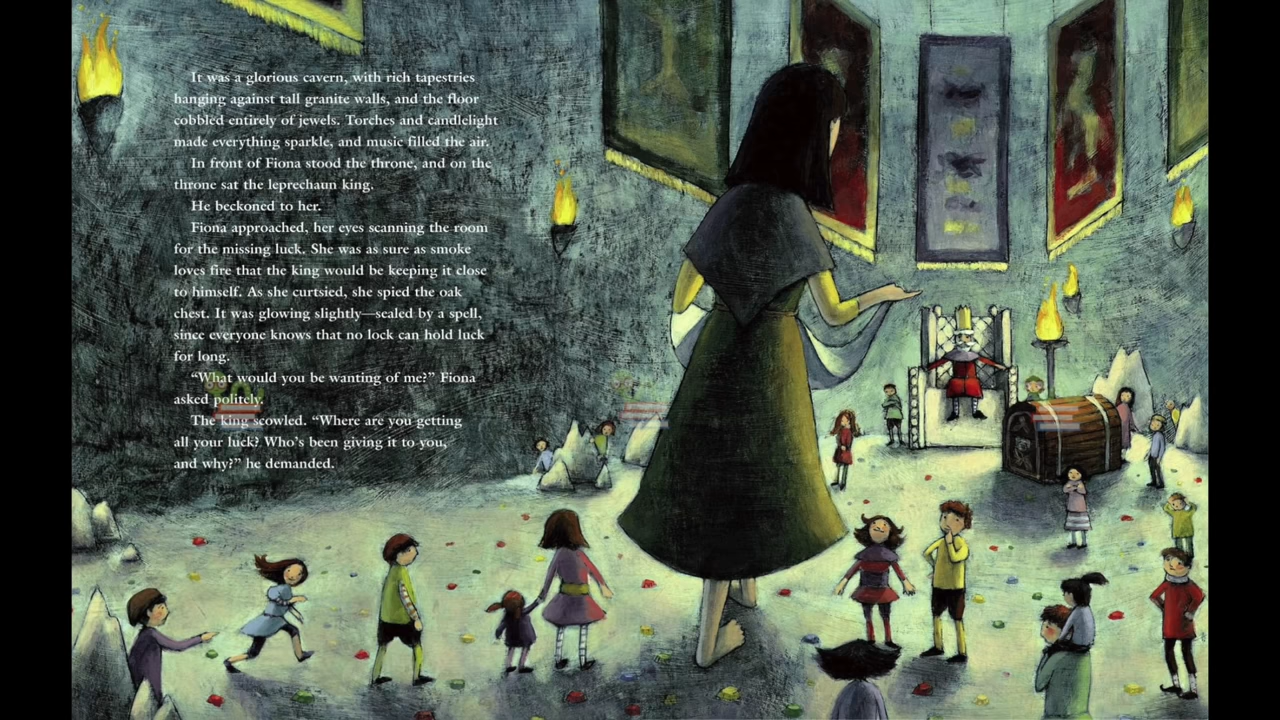 It was a glorious cavern, with rich tapestries
hanging against tall granite walls, and the floor
cobbled entirely of jewels. Torches and candlelight
made everything sparkle, and music filled the air.
In front of Fiona stood the throne, and on the
throne sat the leprechaun king.
He beckoned to her.
Fiona approached, her eyes scanning the room
for the missing luck. She was as sure as smoke
loves fire that the king would be keeping it close
to himself. As she curtsied, she spied the oak
chest. It was glowing slightly—sealed by a spell,
since everyone knows that no lock can hold luck
for long.
“What would you be wanting of me?” Fiona
asked politely.
The king scowled. “Where are you getting
all your luck? Who’s been giving it to you,
and why?” he demanded.